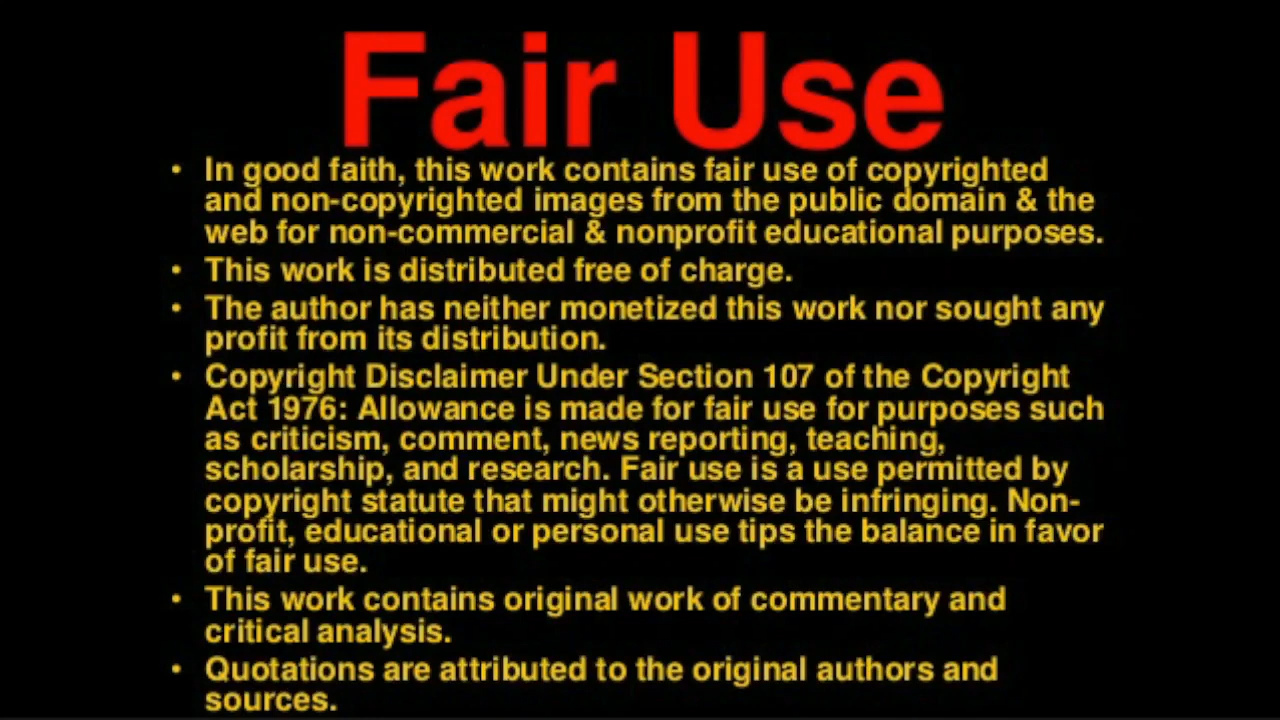 Fair Use
• In good faith, this work contains fair use of copyrighted
and non-copyrighted images from the public domain & the
web for non-commercial & nonprofit educational purposes.
• This work is distributed free of charge.
• The author has neither monetized this work nor sought any
profit from its distribution.
• Copyright Disclaimer Under Section 107 of the Copyright
Act 1976: Allowance is made for fair use for purposes such
as criticism, comment, news reporting, teaching,
scholarship, and research. Fair use is a use permitted by
copyright statute that might otherwise be infringing. Non-
profit, educational or personal use tips the balance in favor
of fair use.
• This work contains original work of commentary and
critical analysis.
• Quotations are attributed to the original authors and
sources.